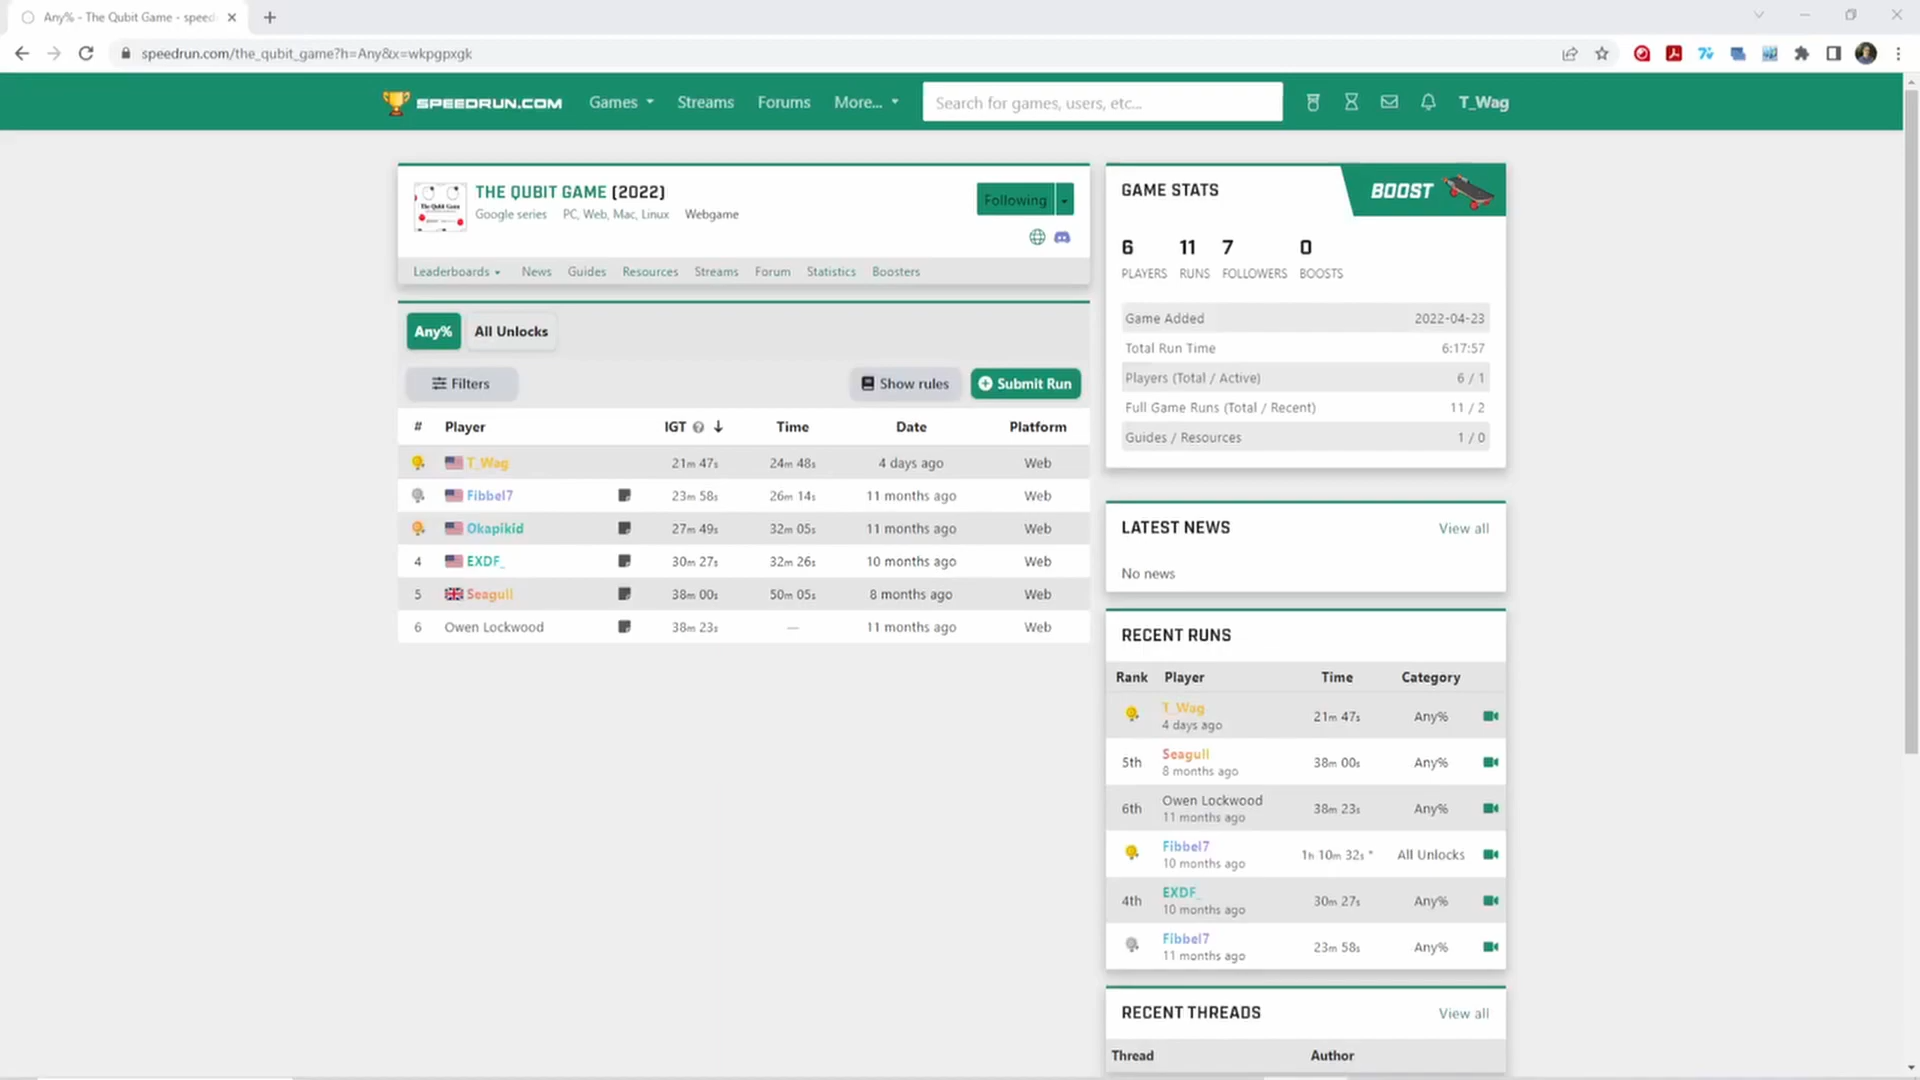 Any% - The Qubit Game - speed
speedrun.com/the_qubit_game?h=Any&x=wkpgpxgk
SPEEDRUN.COM Games Streams Forums More... Search for games, users, etc... T_Wag
THE QUBIT GAME (2022)
Google series PC, Web, Mac, Linux Webgame
Following
Leaderboards News Guides Resources Streams Forum Statistics Boosters
Any% All Unlocks
Filters Show rules Submit Run
# Player IGT Time Date Platform
T_Wag 21m 47s 24m 48s 4 days ago Web
Fibbel7 23m 58s 26m 14s 11 months ago Web
Okapikid 27m 49s 32m 05s 11 months ago Web
4 EXDF_ 30m 27s 32m 26s 10 months ago Web
5 Seagull 38m 00s 50m 05s 8 months ago Web
6 Owen Lockwood 38m 23s — 11 months ago Web
GAME STATS BOOST
6 11 7 0
PLAYERS RUNS FOLLOWERS BOOSTS
Game Added 2022-04-23
Total Run Time 6:17:57
Players (Total / Active) 6 / 1
Full Game Runs (Total / Recent) 11 / 2
Guides / Resources 1 / 0
LATEST NEWS View all
No news
RECENT RUNS
Rank Player Time Category
T_Wag
4 days ago 21m 47s Any%
Seagull
5th 8 months ago 38m 00s Any%
Owen Lockwood
6th 11 months ago 38m 23s Any%
Fibbel7
10 months ago 1h 10m 32s * All Unlocks
EXDF_
4th 10 months ago 30m 27s Any%
Fibbel7
11 months ago 23m 58s Any%
RECENT THREADS View all
Thread Author